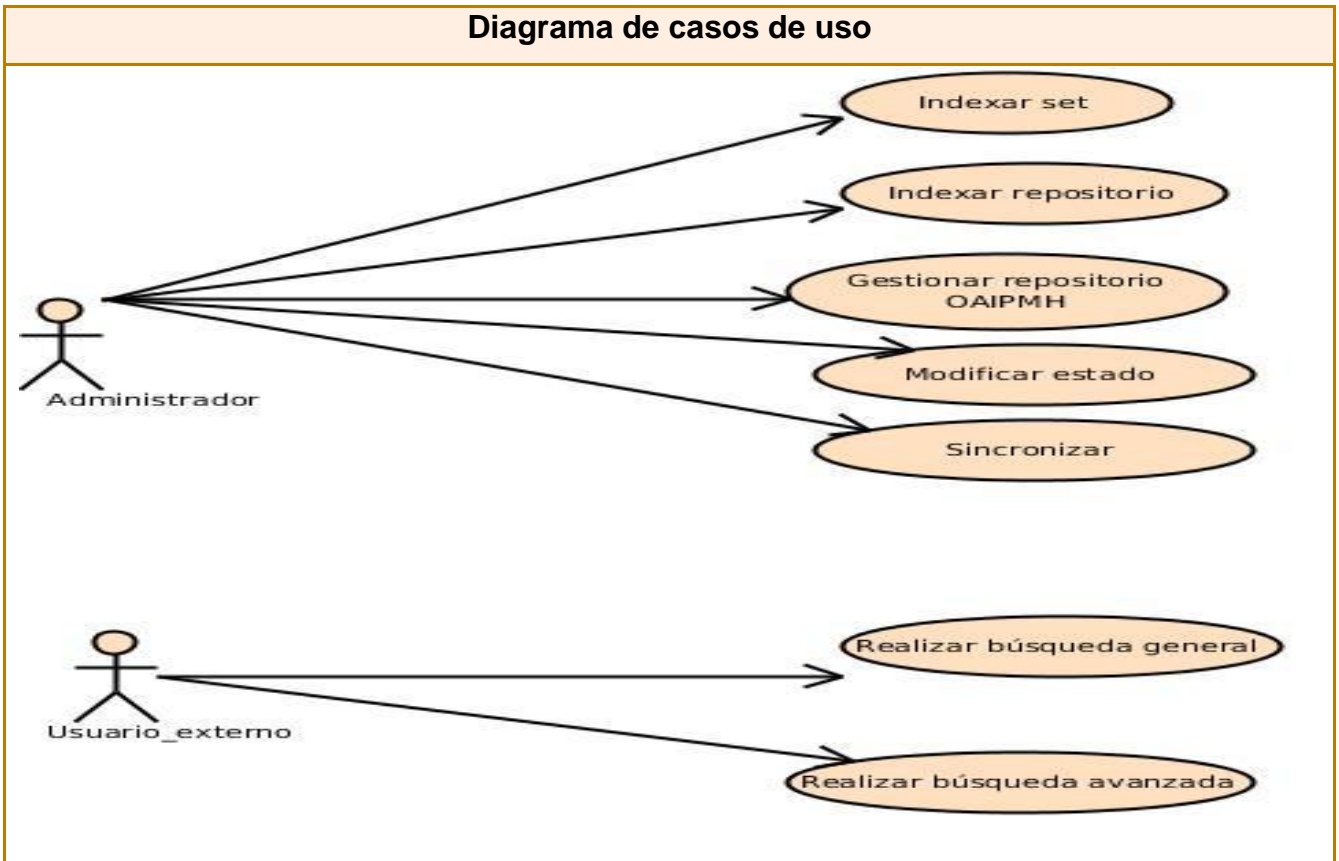 Diagrama de casos de uso
Indexar set
Indexar repositorio
Gestionar repositorio
OAIPMH
Modificar estado
Administrador
Sincronizar
Realizar búsqueda general
Usuario_externo
Realizar búsqueda avanzada